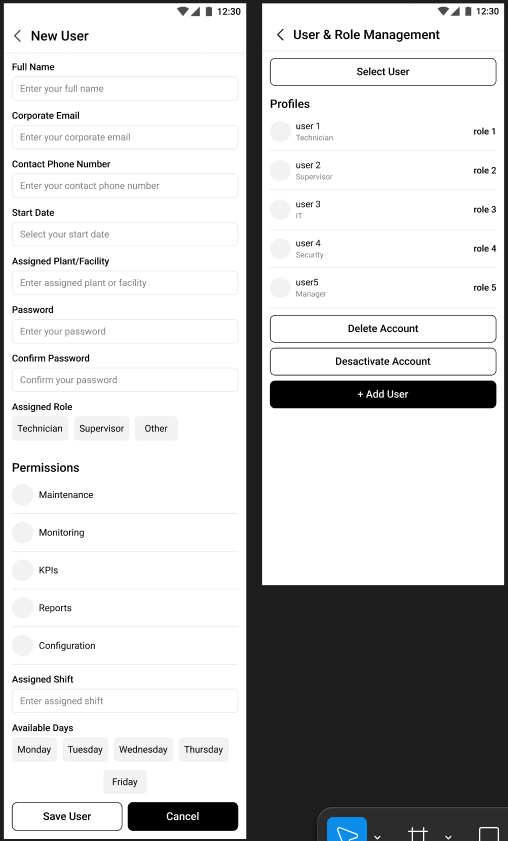 12:30
New User
Full Name
Enter your full name
Corporate Email
Enter your corporate email
Contact Phone Number
Enter your contact phone number
Start Date
Select your start date
Assigned Plant/Facility
Enter assigned plant or facility
Password
Enter your password
Confirm Password
Confirm your password
Assigned Role
Technician Supervisor Other
Permissions
Maintenance
Monitoring
KPIs
Reports
Configuration
Assigned Shift
Enter assigned shift
Available Days
Monday Tuesday Wednesday Thursday
Friday
Save User Cancel
12:30
User & Role Management
Select User
Profiles
user 1 role 1
Technician
user 2 role 2
Supervisor
user 3 role 3
IT
user 4 role 4
Security
user5 role 5
Manager
Delete Account
Desactivate Account
+ Add User